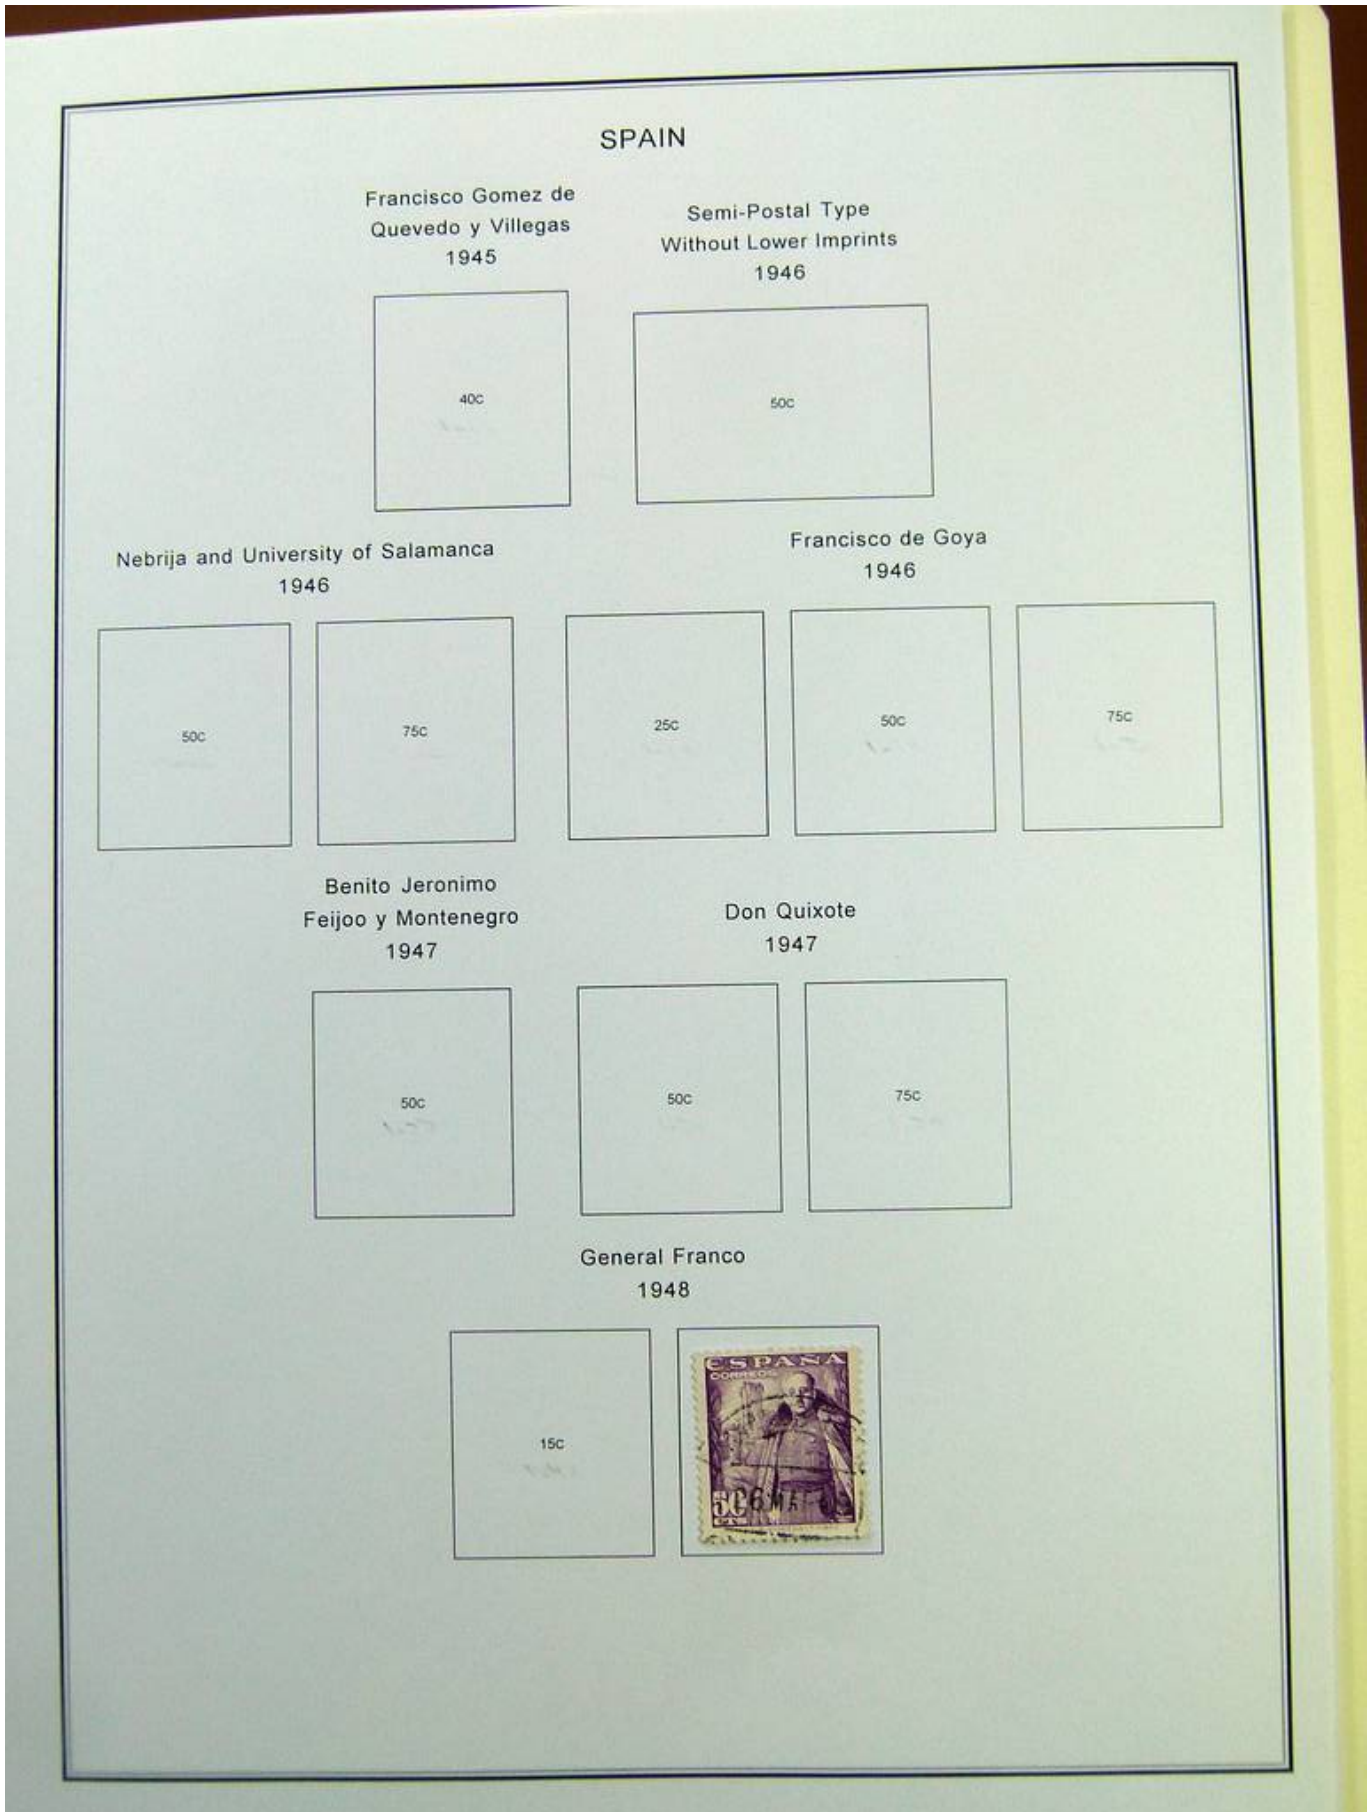 SPAIN
Francisco Gomez de
Quevedo y Villegas
1945
Semi-Postal Type
Without Lower Imprints
1946
40C
50C
Nebrija and University of Salamanca
1946
Francisco de Goya
1946
50C
75C
25C
50C
75C
Benito Jeronimo
Feijoo y Montenegro
1947
Don Quixote
1947
50C
50C
75C
General Franco
1948
15C
ESPAÑA
CORREOS
50